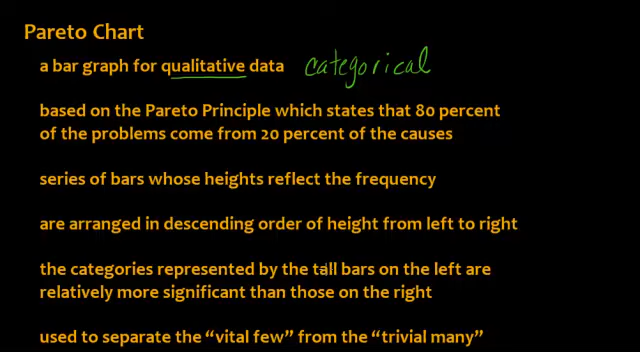 Pareto Chart
a bar graph for qualitative data categorical
based on the Pareto Principle which states that 80 percent
of the problems come from 20 percent of the causes
series of bars whose heights reflect the frequency
are arranged in descending order of height from left to right
the categories represented by the tall bars on the left are
relatively more significant than those on the right
used to separate the “vital few” from the “trivial many”